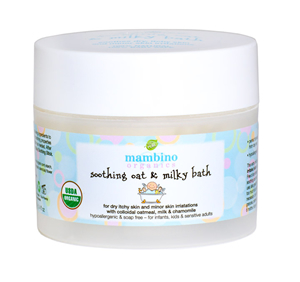 mambino
organics
soothing oat & milky bath
USDA
ORGANIC
for dry itchy skin and minor skin irritations
with colloidal oatmeal, milk & chamomile
hypoallergenic & soap free - for infants, kids & sensitive adults